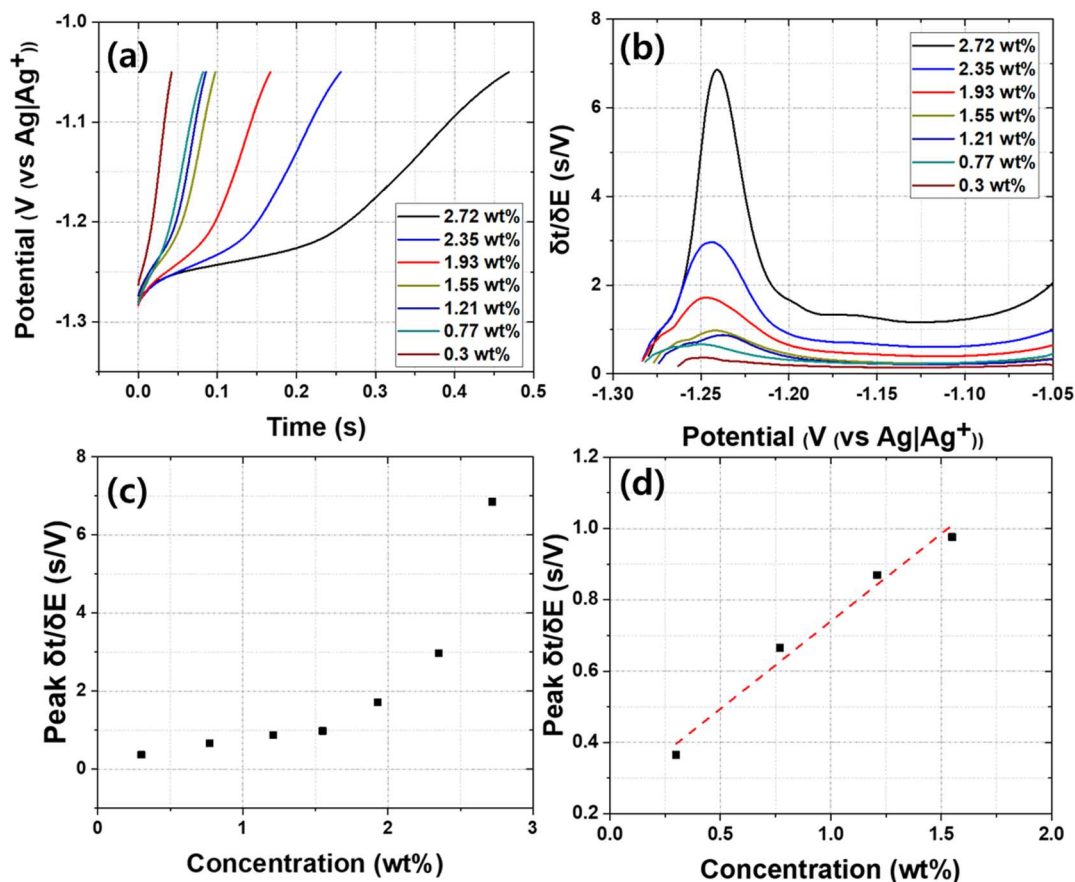 (a)
-1.0
-1.1
-1.2
-1.3
Potential (V (vs Ag|Ag⁺))
2.72 wt%
2.35 wt%
1.93 wt%
1.55 wt%
1.21 wt%
0.77 wt%
0.3 wt%
0.0 0.1 0.2 0.3 0.4 0.5
Time (s)
(b)
8
6
4
2
0
δt/δE (s/V)
2.72 wt%
2.35 wt%
1.93 wt%
1.55 wt%
1.21 wt%
0.77 wt%
0.3 wt%
-1.30 -1.25 -1.20 -1.15 -1.10 -1.05
Potential (V (vs Ag|Ag⁺))
(c)
8
6
4
2
0
Peak δt/δE (s/V)
0 1 2 3
Concentration (wt%)
(d)
1.2
1.0
0.8
0.6
0.4
0.2
Peak δt/δE (s/V)
0.0 0.5 1.0 1.5 2.0
Concentration (wt%)